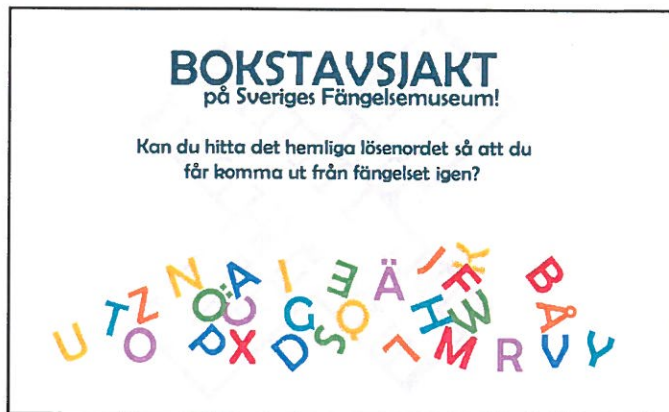 BOKSTAVSJAKT
på Sveriges Fängelsemuseum!
Kan du hitta det hemliga lösenordet så att du
får komma ut från fängelset igen?
U T O Z N Ö C A P X I G D E S Q Ä J K F H W L M R B Å V Y